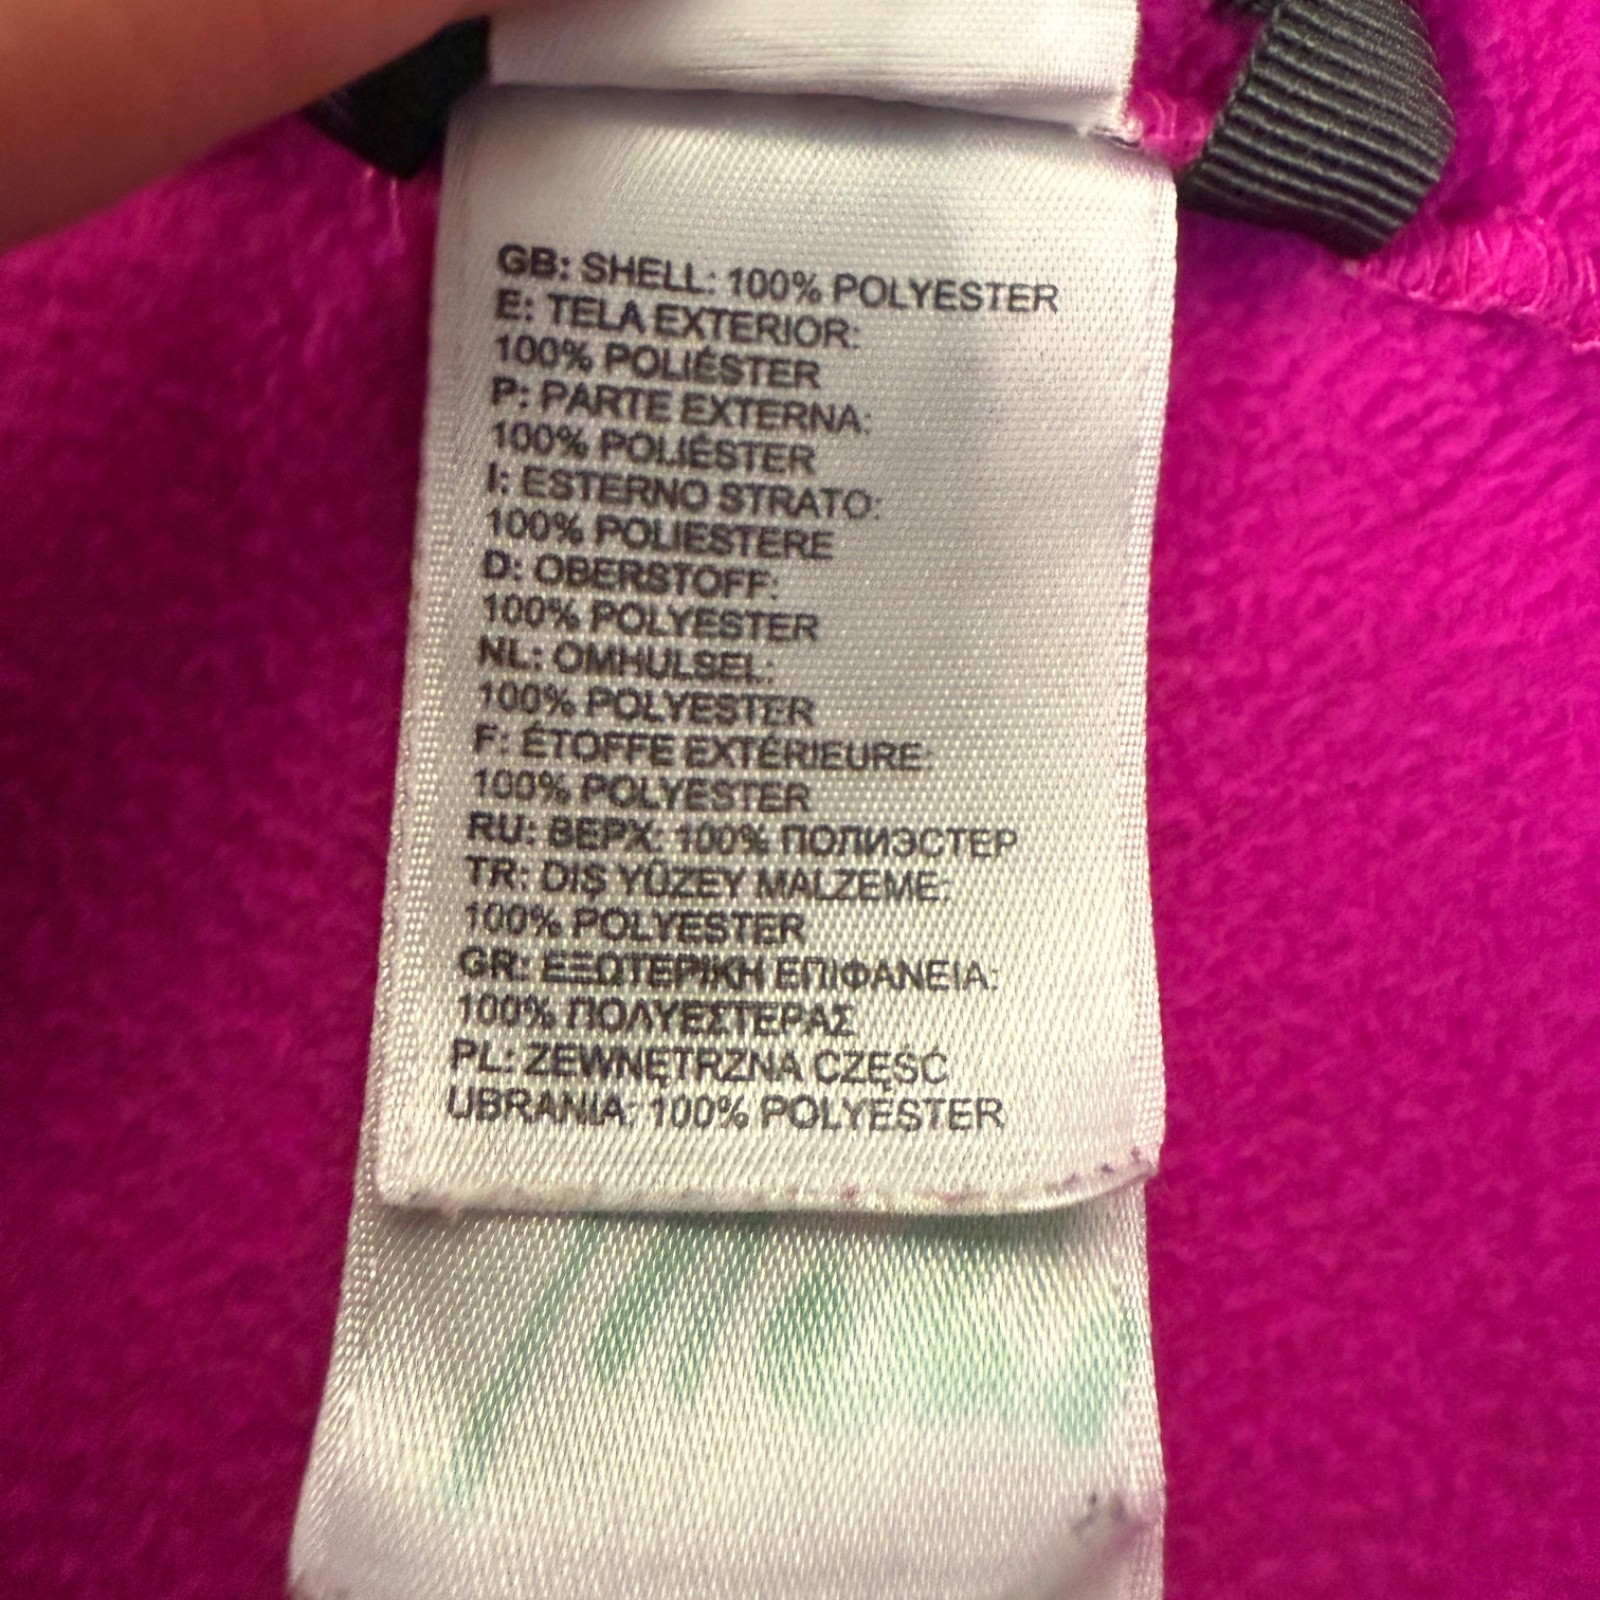 GB: SHELL: 100% POLYESTER
E: TELA EXTERIOR:
100% POLIÉSTER
P: PARTE EXTERNA:
100% POLIÉSTER
I: ESTERNO STRATO:
100% POLIESTERE
D: OBERSTOFF:
100% POLYESTER
NL: OMHULSEL:
100% POLYESTER
F: ÉTOFFE EXTÉRIEURE:
100% POLYESTER
RU: ВЕРХ: 100% ПОЛИЭСТЕР
TR: DIŞ YÜZEY MALZEME:
100% POLYESTER
GR: ΕΞΩΤΕΡΙΚΗ ΕΠΙΦΑΝΕΙΑ:
100% ΠΟΛΥΕΣΤΕΡΑΣ
PL: ZEWNĘTRZNA CZĘŚĆ
UBRANIA: 100% POLYESTER